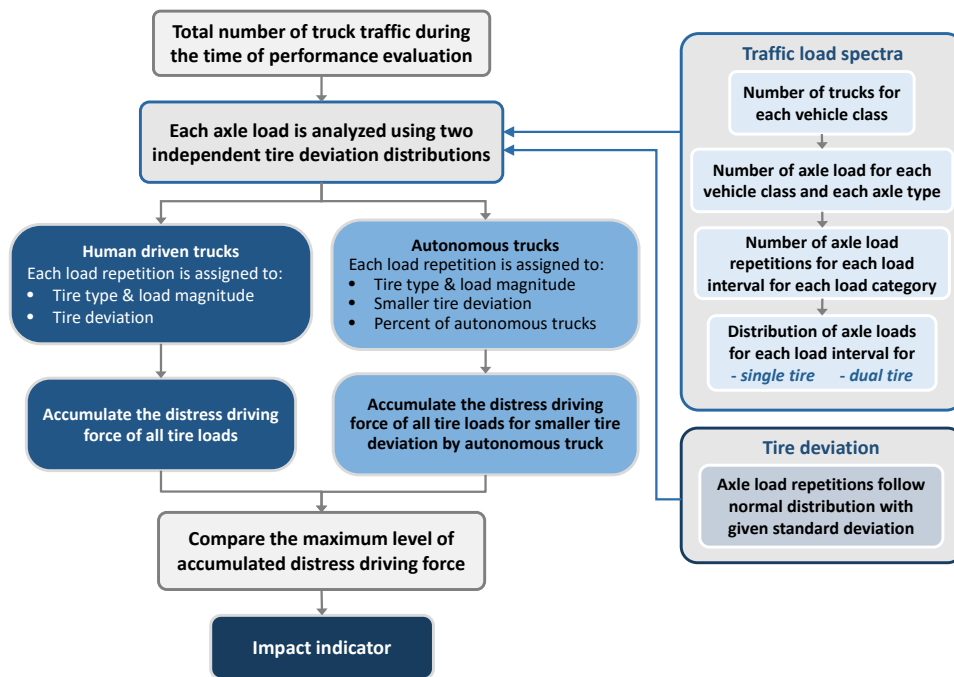 Total number of truck traffic during
the time of performance evaluation
Each axle load is analyzed using two
independent tire deviation distributions
Human driven trucks
Each load repetition is assigned to:
• Tire type & load magnitude
• Tire deviation
Autonomous trucks
Each load repetition is assigned to:
• Tire type & load magnitude
• Smaller tire deviation
• Percent of autonomous trucks
Accumulate the distress driving
force of all tire loads
Accumulate the distress driving
force of all tire loads for smaller tire
deviation by autonomous truck
Compare the maximum level of
accumulated distress driving force
Impact indicator
Traffic load spectra
Number of trucks for
each vehicle class
Number of axle load for each
vehicle class and each axle type
Number of axle load
repetitions for each load
interval for each load category
Distribution of axle loads
for each load interval for
- single tire - dual tire
Tire deviation
Axle load repetitions follow
normal distribution with
given standard deviation